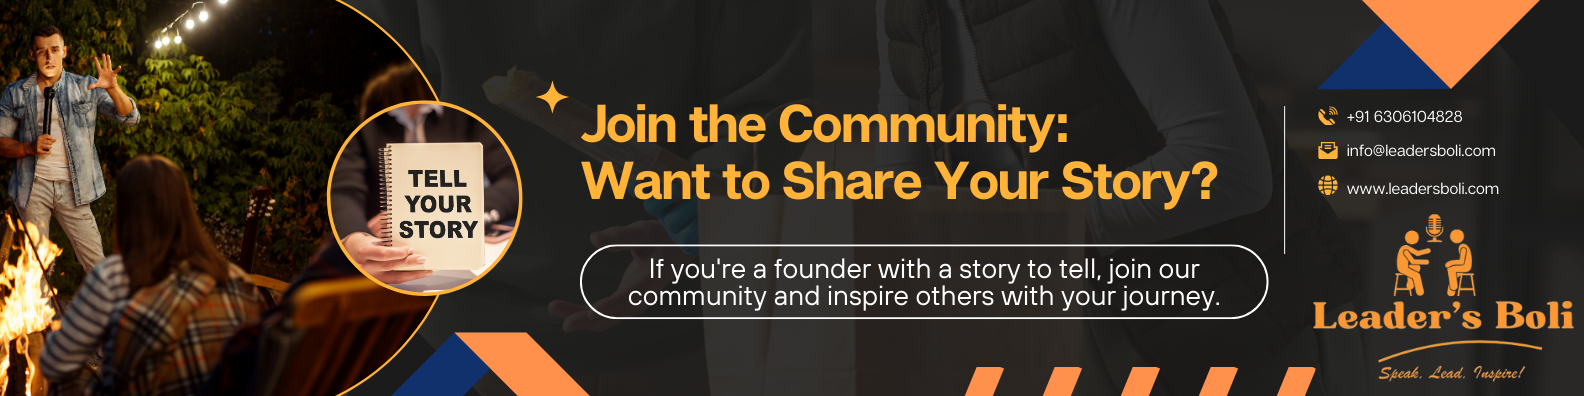 TELL
YOUR
STORY
Join the Community:
Want to Share Your Story?
If you're a founder with a story to tell, join our
community and inspire others with your journey.
+91 6306104828
info@leadersboli.com
www.leadersboli.com
Leader's Boli
Speak. Lead. Inspire!